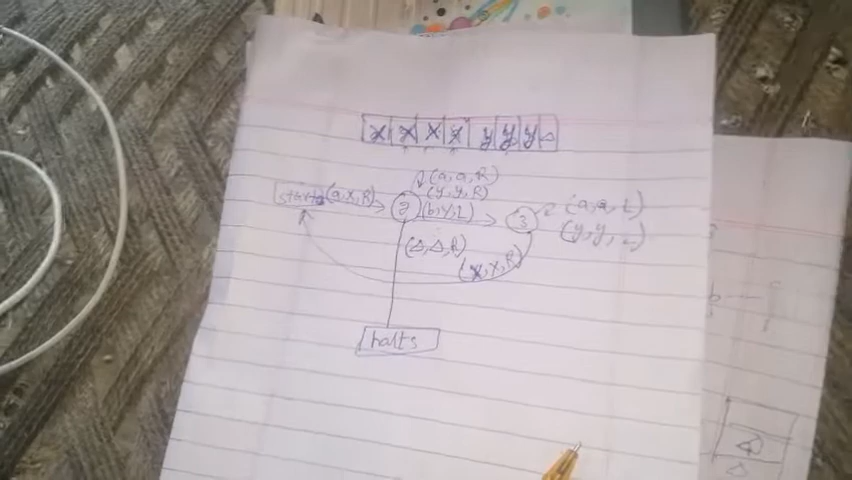 x x x x y y y Δ
(a, a, R)
(y, y, R)
start (a, x, R) 2 (b, y, L) 3 (a, a, L)
(y, y, L)
(Δ, Δ, R)
(x, x, R)
halts
Δ